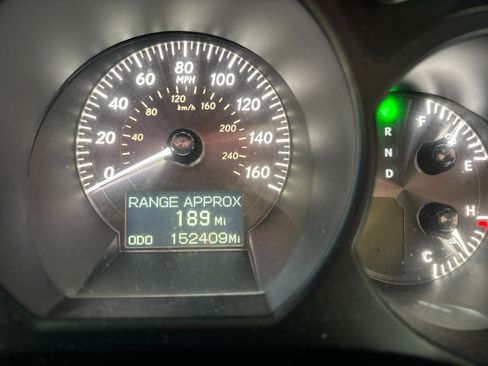 80
60 100
MPH
40 120
120
80 160
km/h
20 140
40 200
240
0 160
RANGE APPROX
189 Mi
ODO 152409Mi
R
N
D
F
E
H
C